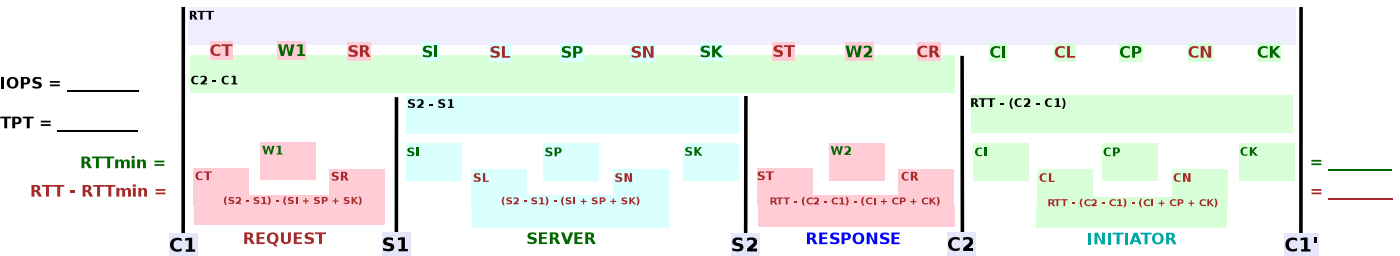 RTT
CT W1 SR SI SL SP SN SK ST W2 CR CI CL CP CN CK
IOPS = ________
C2 - C1
S2 - S1
RTT - (C2 - C1)
TPT = _________
W1
SI
SP
SK
W2
CI
CP
CK
RTTmin =
= ________
CT
SR
SL
SN
ST
CR
CL
CN
RTT - RTTmin =
= ________
(S2 - S1) - (SI + SP + SK)
(S2 - S1) - (SI + SP + SK)
RTT - (C2 - C1) - (CI + CP + CK)
RTT - (C2 - C1) - (CI + CP + CK)
REQUEST
SERVER
RESPONSE
INITIATOR
C1
S1
S2
C2
C1'